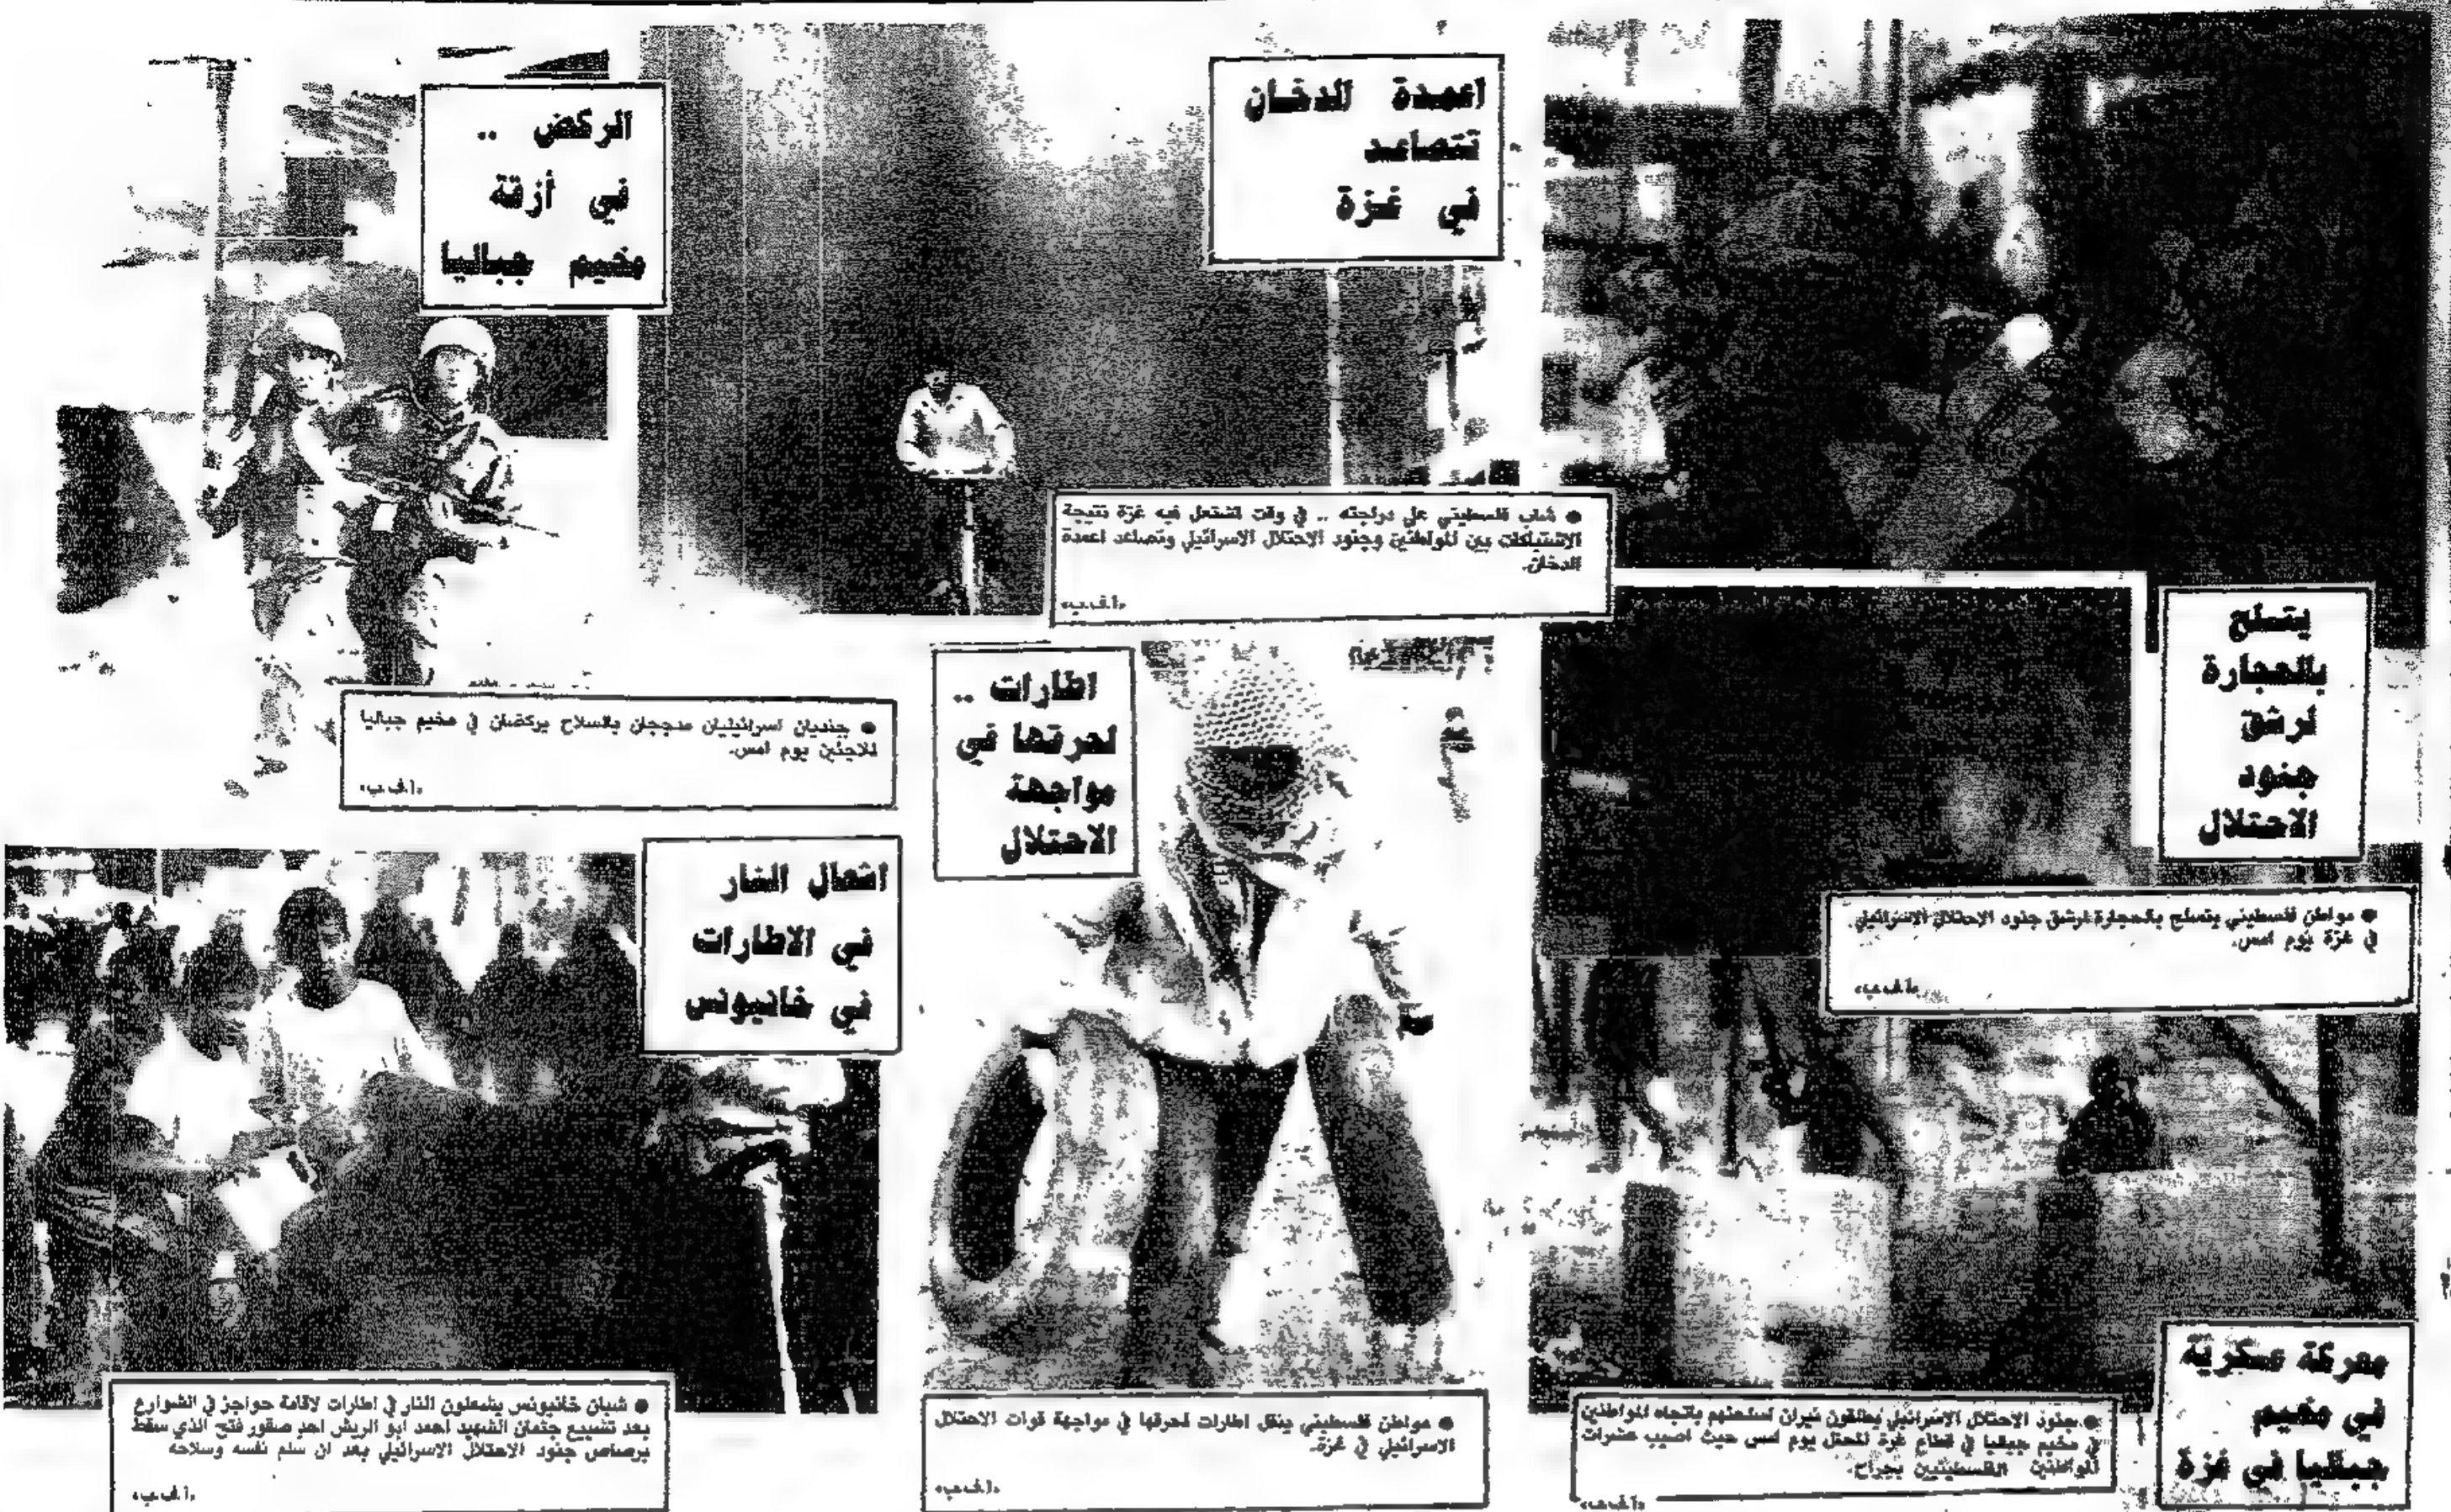 اعمدة الدخان
تتصاعد
في غزة
● شاب فلسطيني على دراجته .. في وقت تشتعل فيه غزة نتيجة
الاشتباكات بين المواطنين وجنود الاحتلال الاسرائيلي وتصاعد اعمدة
الدخان.
«أ.ف.ب»
الركض ..
في أزقة
مخيم جباليا
● جنديان اسرائيليان مدججان بالسلاح يركضان في مخيم جباليا
للاجئين يوم امس.
«أ.ف.ب»
يتسلح
بالحجارة
لرشق
جنود
الاحتلال
● مواطن فلسطيني يتسلح بالحجارة لرشق جنود الاحتلال الاسرائيلي
في غزة يوم امس.
«أ.ف.ب»
اطارات ..
لحرقها في
مواجهة
الاحتلال
● مواطن فلسطيني ينقل اطارات لحرقها في مواجهة قوات الاحتلال
الاسرائيلي في غزة.
«أ.ف.ب»
اشعال النار
في الاطارات
في خانيونس
● شبان خانيونس يشعلون النار في اطارات لاقامة حواجز في الشوارع
بعد تشييع جثمان الشهيد احمد ابو الريش احد صقور فتح الذي سقط
برصاص جنود الاحتلال الاسرائيلي بعد ان سلم نفسه وسلاحه
«أ.ف.ب»
معركة عسكرية
في مخيم
جباليا في غزة
● جنود الاحتلال الاسرائيلي يطلقون نيران اسلحتهم باتجاه المواطنين
في مخيم جباليا في قطاع غزة المحتل يوم امس حيث اصيب عشرات
المواطنين الفلسطينيين بجراح.
«أ.ف.ب»